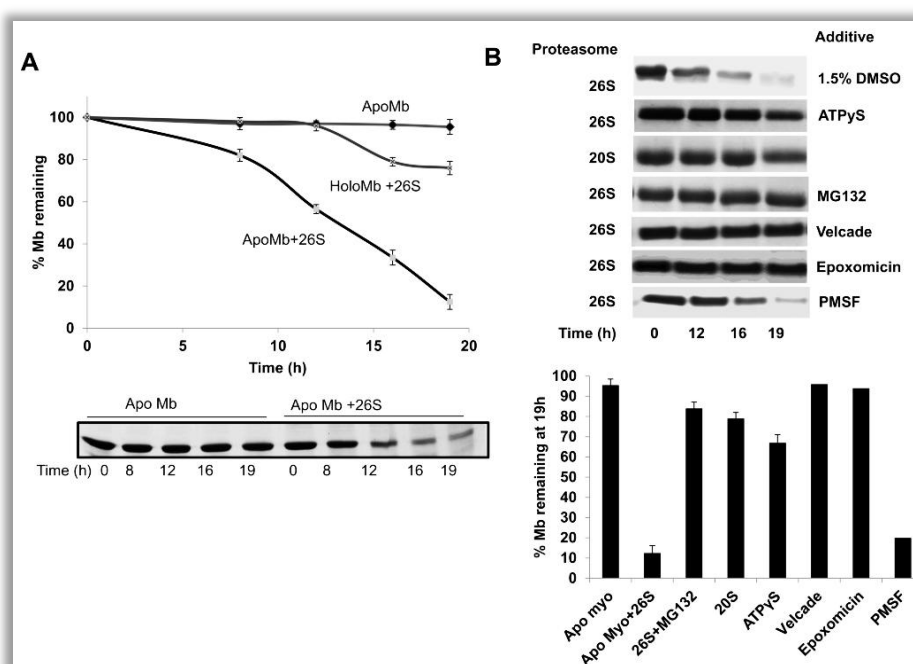 A
% Mb remaining
100
80
60
40
20
0
ApoMb
HoloMb +26S
ApoMb+26S
0 5 10 15 20
Time (h)
Apo Mb Apo Mb +26S
Time (h) 0 8 12 16 19 0 8 12 16 19
B
Proteasome Additive
26S 1.5% DMSO
26S ATPγS
20S
26S MG132
26S Velcade
26S Epoxomicin
26S PMSF
Time (h) 0 12 16 19
% Mb remaining at 19h
100
90
80
70
60
50
40
30
20
10
0
Apo myo
Apo Myo+26S
26S+MG132
20S
ATPγS
Velcade
Epoxomicin
PMSF